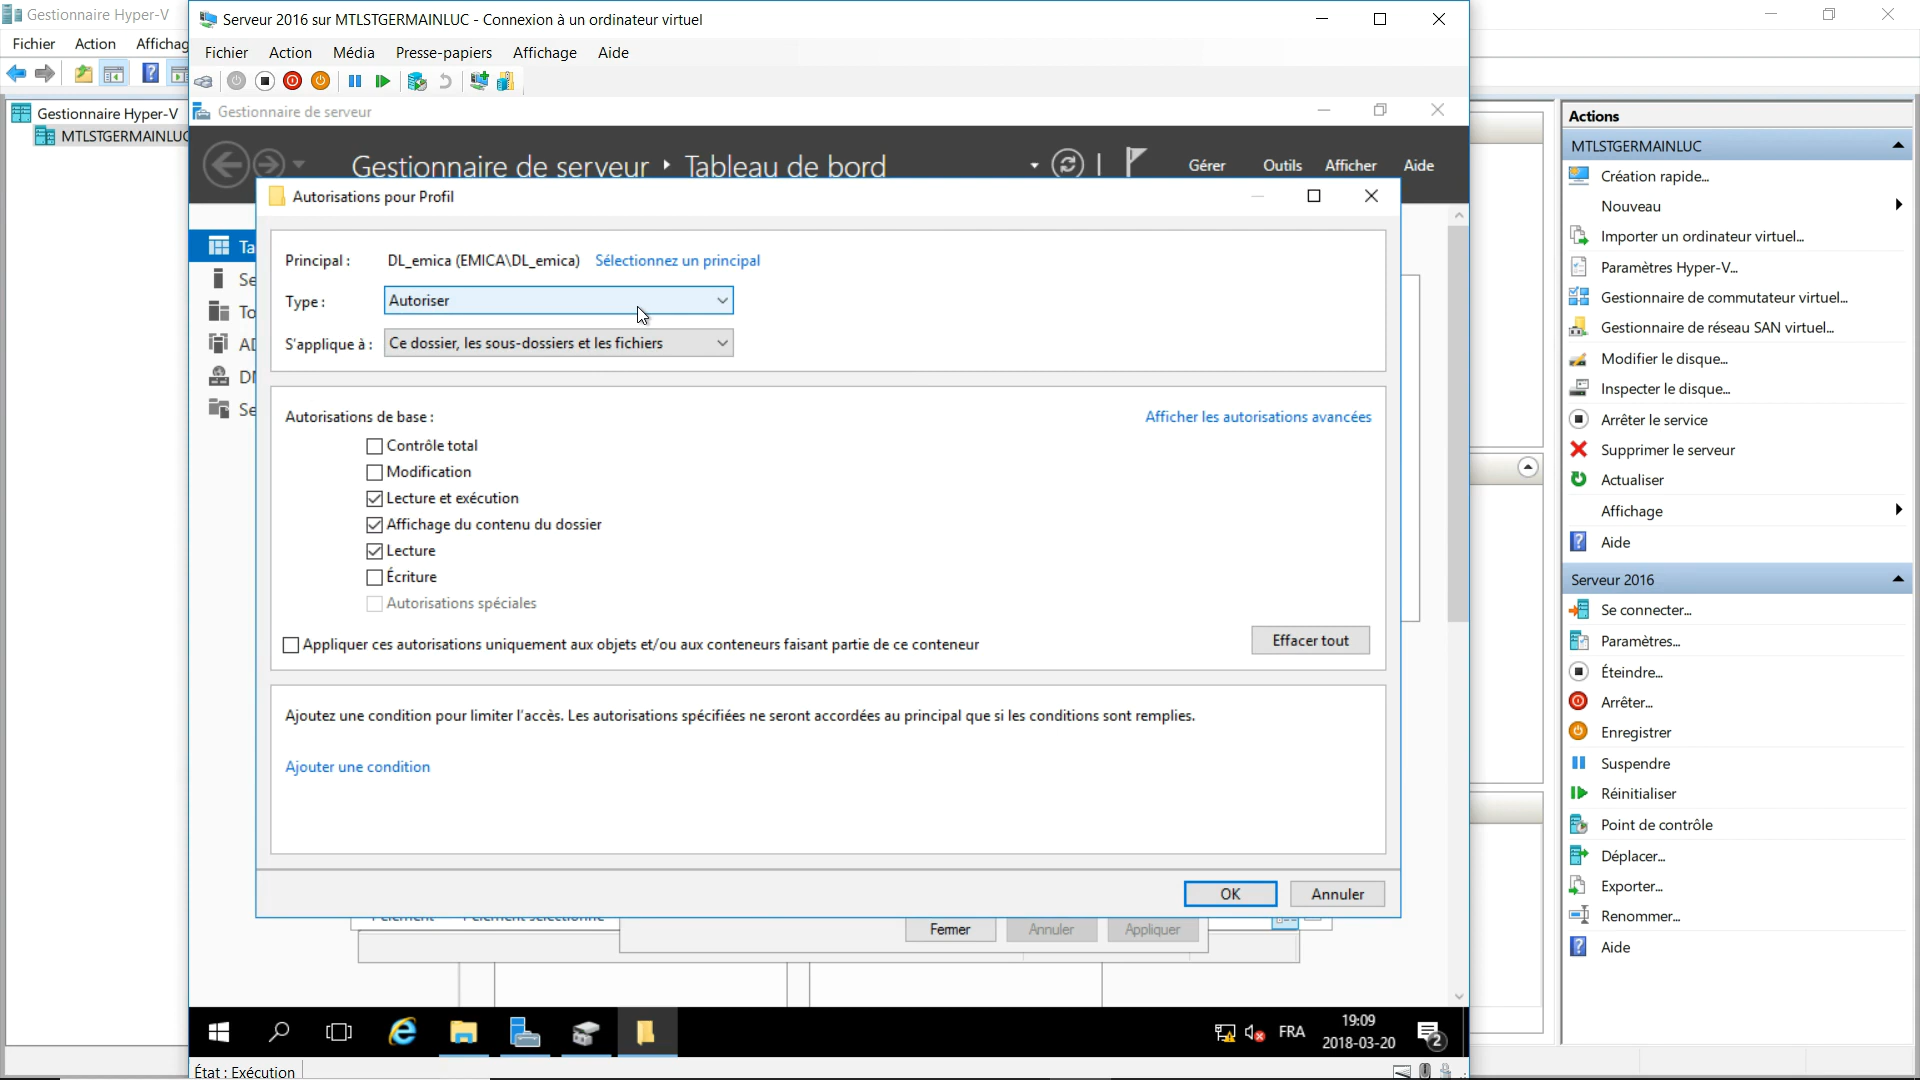 Gestionnaire Hyper-V
Fichier Action Affichag
Gestionnaire Hyper-V
MTLSTGERMAINLUC
Serveur 2016 sur MTLSTGERMAINLUC - Connexion à un ordinateur virtuel
Fichier Action Média Presse-papiers Affichage Aide
Gestionnaire de serveur
Gestionnaire de serveur Tableau de bord
Gérer Outils Afficher Aide
Ta
Se
To
AD
DN
Se
Autorisations pour Profil
Principal : DL_emica (EMICA\DL_emica) Sélectionnez un principal
Type : Autoriser
S'applique à : Ce dossier, les sous-dossiers et les fichiers
Autorisations de base :
Afficher les autorisations avancées
Contrôle total
Modification
Lecture et exécution
Affichage du contenu du dossier
Lecture
Écriture
Autorisations spéciales
Appliquer ces autorisations uniquement aux objets et/ou aux conteneurs faisant partie de ce conteneur
Effacer tout
Ajoutez une condition pour limiter l'accès. Les autorisations spécifiées ne seront accordées au principal que si les conditions sont remplies.
Ajouter une condition
OK Annuler
Fermer Annuler Appliquer
FRA
19:09
2018-03-20
2
État : Exécution
Actions
MTLSTGERMAINLUC
Création rapide...
Nouveau
Importer un ordinateur virtuel...
Paramètres Hyper-V...
Gestionnaire de commutateur virtuel...
Gestionnaire de réseau SAN virtuel...
Modifier le disque...
Inspecter le disque...
Arrêter le service
Supprimer le serveur
Actualiser
Affichage
Aide
Serveur 2016
Se connecter...
Paramètres...
Éteindre...
Arrêter...
Enregistrer
Suspendre
Réinitialiser
Point de contrôle
Déplacer...
Exporter...
Renommer...
Aide